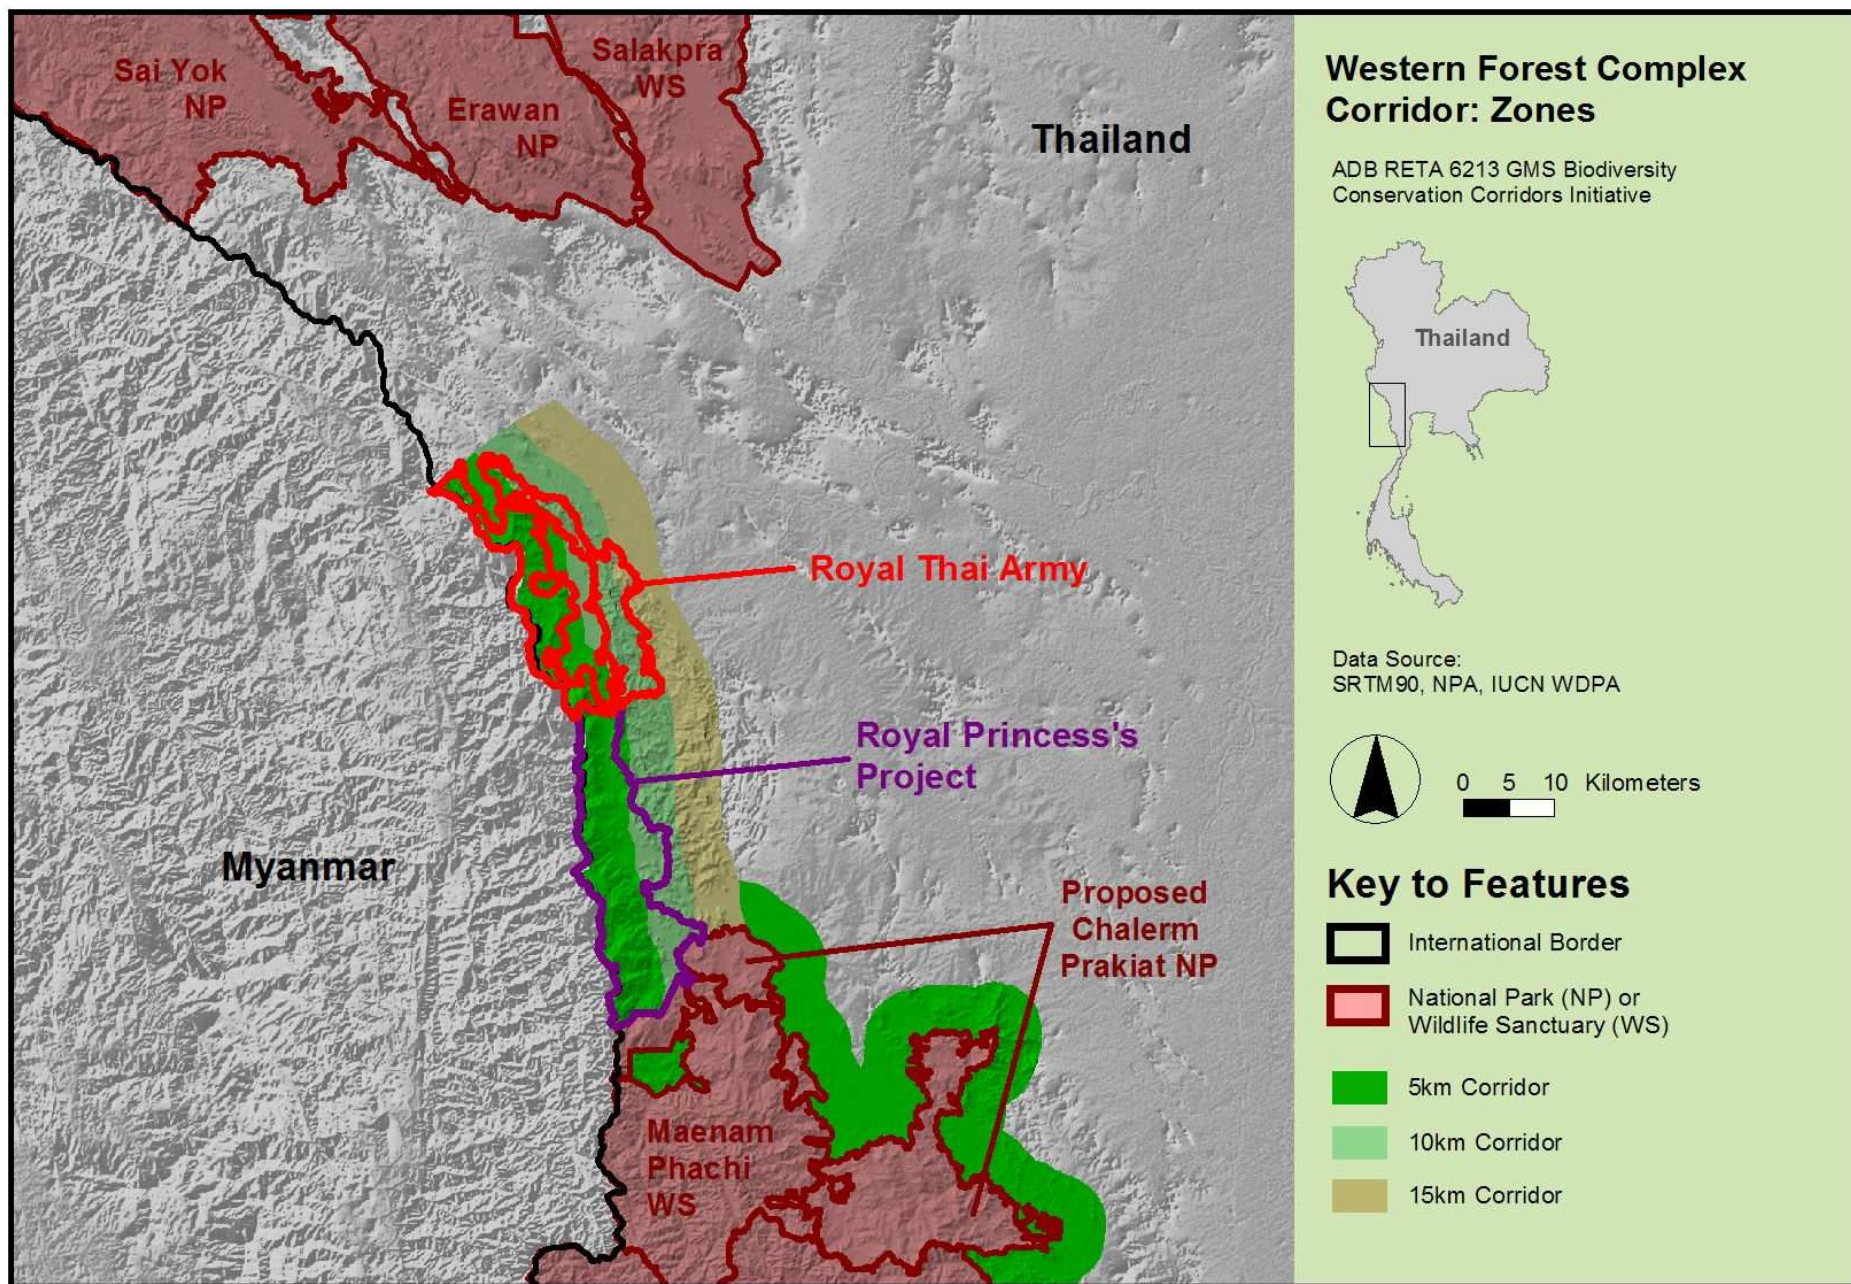 Sai Yok
NP
Erawan
NP
Salakpra
WS
Thailand
Royal Thai Army
Royal Princess's
Project
Myanmar
Proposed
Chalerm
Prakiat NP
Maenam
Phachi
WS
Western Forest Complex
Corridor: Zones
ADB RETA 6213 GMS Biodiversity
Conservation Corridors Initiative
Thailand
Data Source:
SRTM90, NPA, IUCN WDPA
0 5 10 Kilometers
Key to Features
International Border
National Park (NP) or
Wildlife Sanctuary (WS)
5km Corridor
10km Corridor
15km Corridor